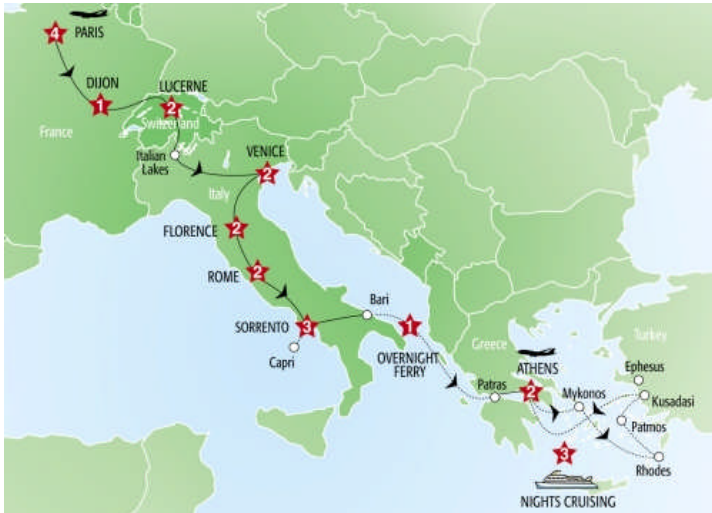 4
PARIS
DIJON
1
LUCERNE
2
Switzerland
France
Italian
Lakes
VENICE
2
Italy
FLORENCE
2
ROME
2
SORRENTO
3
Capri
Bari
1
OVERNIGHT
FERRY
Greece
Turkey
ATHENS
2
Patras
Mykonos
Ephesus
Kusadasi
Patmos
Rhodes
3
NIGHTS CRUISING